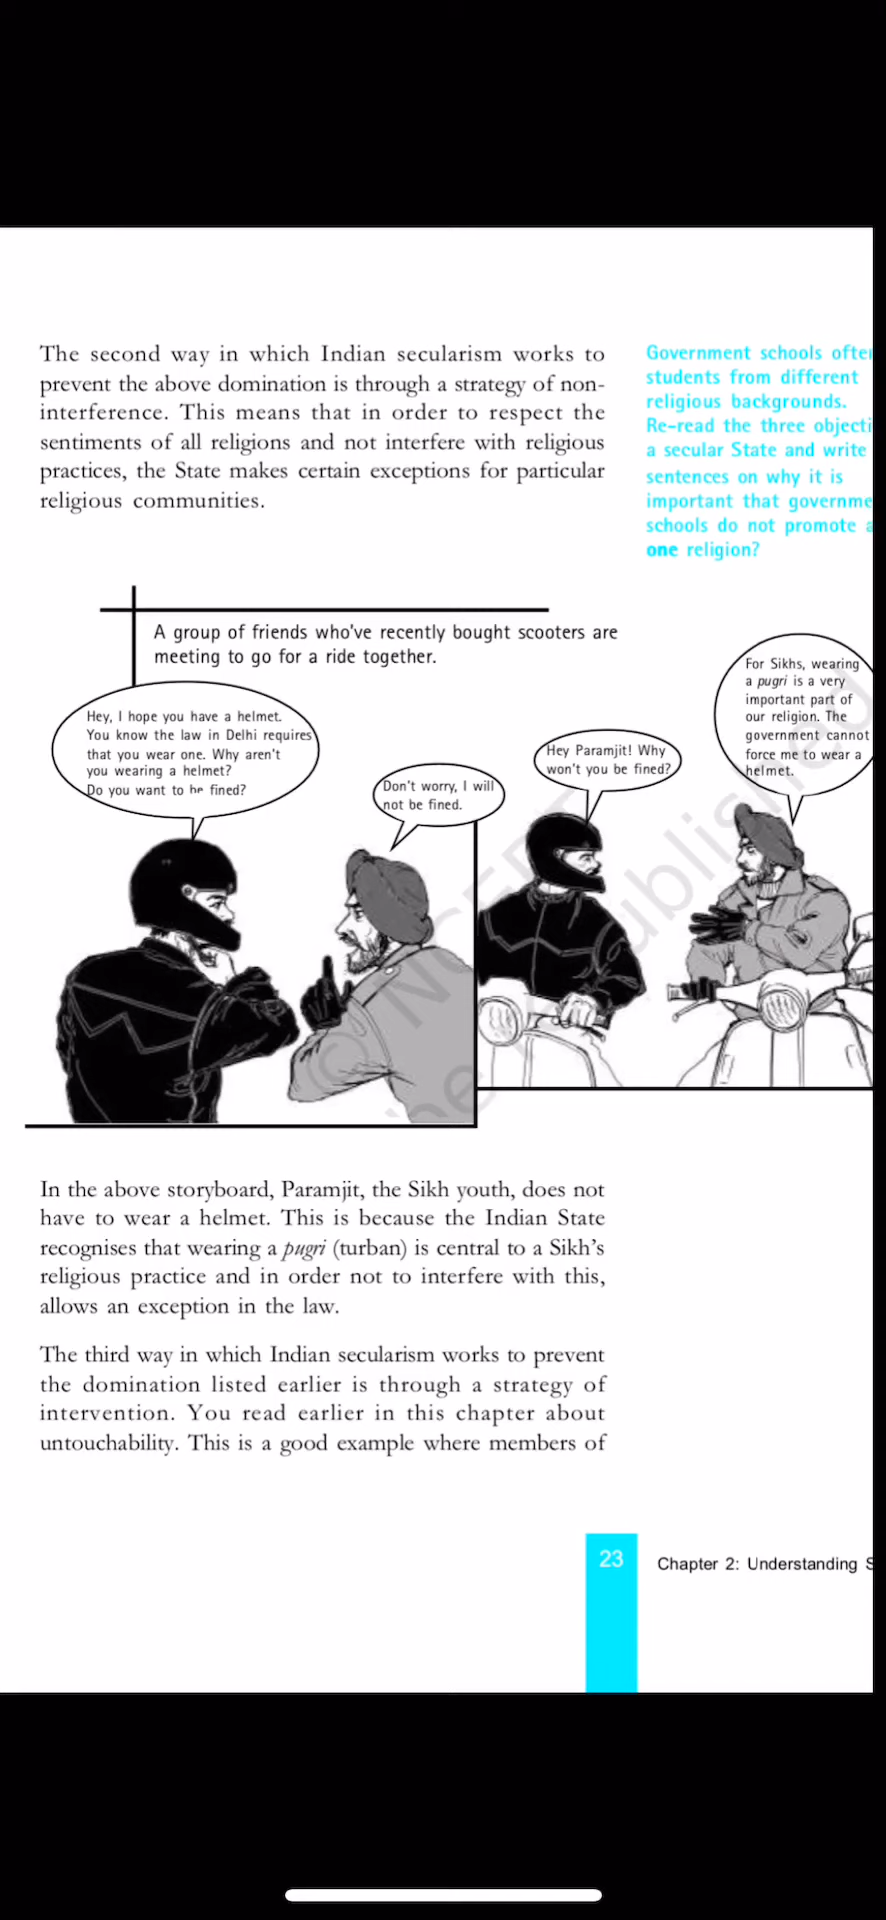 The second way in which Indian secularism works to
prevent the above domination is through a strategy of non-
interference. This means that in order to respect the
sentiments of all religions and not interfere with religious
practices, the State makes certain exceptions for particular
religious communities.
Government schools often
students from different
religious backgrounds.
Re-read the three objecti
a secular State and write
sentences on why it is
important that governme
schools do not promote a
one religion?
A group of friends who've recently bought scooters are
meeting to go for a ride together.
Hey, I hope you have a helmet.
You know the law in Delhi requires
that you wear one. Why aren't
you wearing a helmet?
Do you want to be fined?
Don't worry, I will
not be fined.
Hey Paramjit! Why
won't you be fined?
For Sikhs, wearing
a pugri is a very
important part of
our religion. The
government cannot
force me to wear a
helmet.
In the above storyboard, Paramjit, the Sikh youth, does not
have to wear a helmet. This is because the Indian State
recognises that wearing a pugri (turban) is central to a Sikh's
religious practice and in order not to interfere with this,
allows an exception in the law.
The third way in which Indian secularism works to prevent
the domination listed earlier is through a strategy of
intervention. You read earlier in this chapter about
untouchability. This is a good example where members of
23
Chapter 2: Understanding S